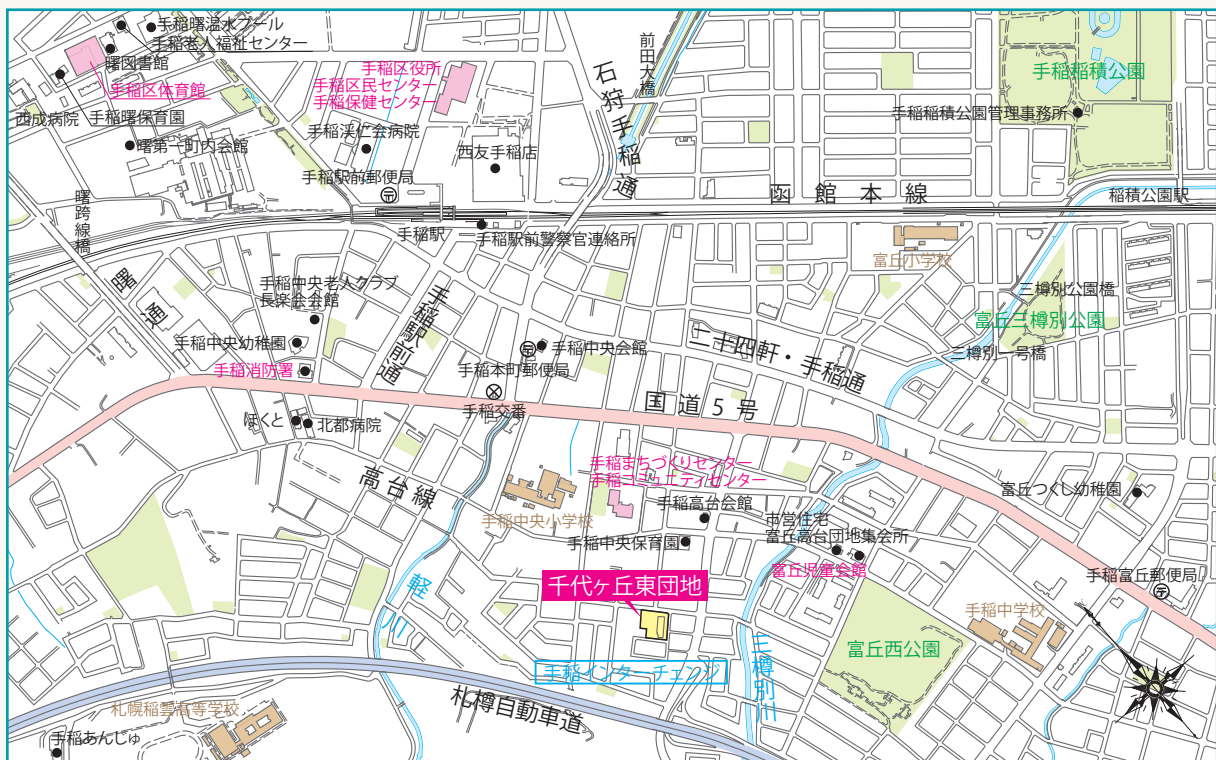 手稲曙温水プール
手稲老人福祉センター
曙図書館
手稲区体育館
西成病院
手稲曙保育園
曙第一町内会館
手稲区役所
手稲区民センター
手稲保健センター
手稲渓仁会病院
手稲駅前郵便局
西友手稲店
石狩手稲通
前田大橋
手稲稲積公園
手稲稲積公園管理事務所
函館本線
稲積公園駅
曙跨線橋
手稲駅
手稲駅前警察官連絡所
富丘小学校
曙通
手稲中央老人クラブ
長楽会会館
手稲駅前通
三樽別公園橋
富丘三樽別公園
手稲中央幼稚園
手稲中央会館
二十四軒・手稲通
三樽別一号橋
手稲消防署
手稲本町郵便局
国道5号
手稲交番
ほくと
北都病院
高台線
手稲まちづくりセンター
手稲コミュニティセンター
富丘つくし幼稚園
手稲高台会館
手稲中央小学校
市営住宅
富丘高台団地集会所
手稲中央保育園
富丘児童会館
千代ヶ丘東団地
手稲富丘郵便局
軽川
手稲中学校
富丘西公園
三樽別川
手稲インターチェンジ
札樽自動車道
札幌稲雲高等学校
手稲あんじゅ